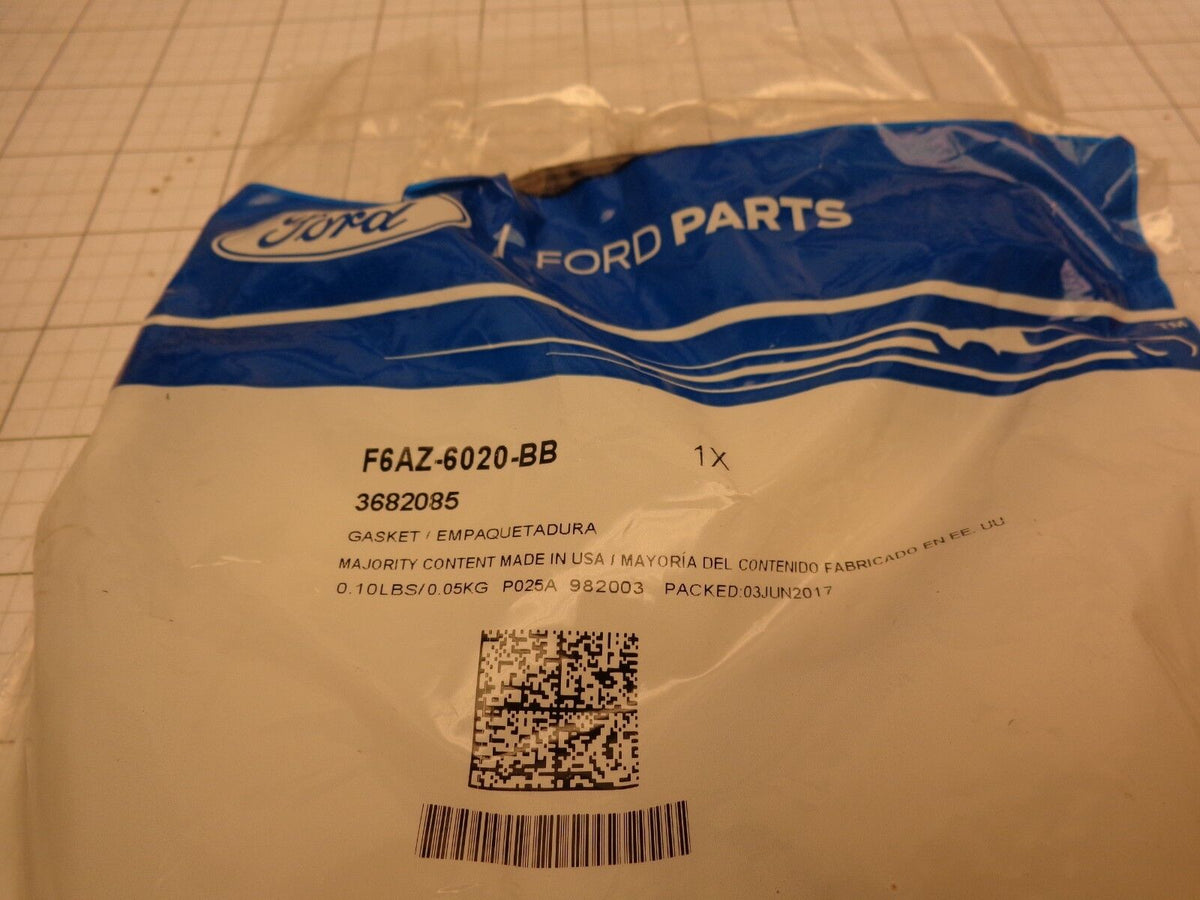 Ford
FORD PARTS
TM
F6AZ-6020-BB 1X
3682085
GASKET / EMPAQUETADURA
MAJORITY CONTENT MADE IN USA / MAYORÍA DEL CONTENIDO FABRICADO EN EE. UU
0.10LBS/0.05KG P025A 982003 PACKED:03JUN2017